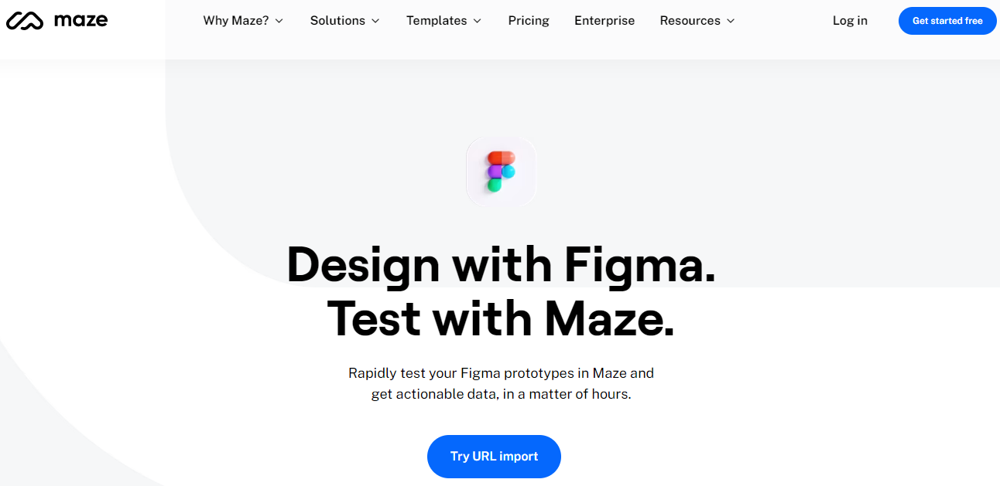 maze
Why Maze?
Solutions
Templates
Pricing
Enterprise
Resources
Log in
Get started free
Design with Figma.
Test with Maze.
Rapidly test your Figma prototypes in Maze and
get actionable data, in a matter of hours.
Try URL import